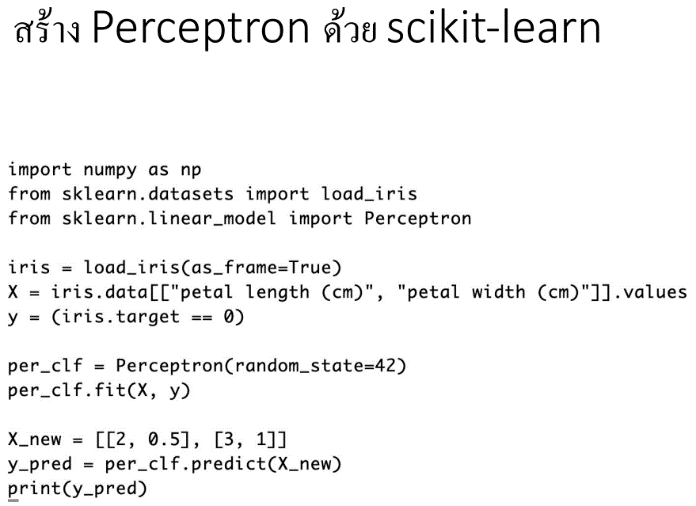 สร้าง Perceptron ด้วย scikit-learn
import numpy as np
from sklearn.datasets import load_iris
from sklearn.linear_model import Perceptron
iris = load_iris(as_frame=True)
X = iris.data[["petal length (cm)", "petal width (cm)"]].values
y = (iris.target == 0)
per_clf = Perceptron(random_state=42)
per_clf.fit(X, y)
X_new = [[2, 0.5], [3, 1]]
y_pred = per_clf.predict(X_new)
print(y_pred)